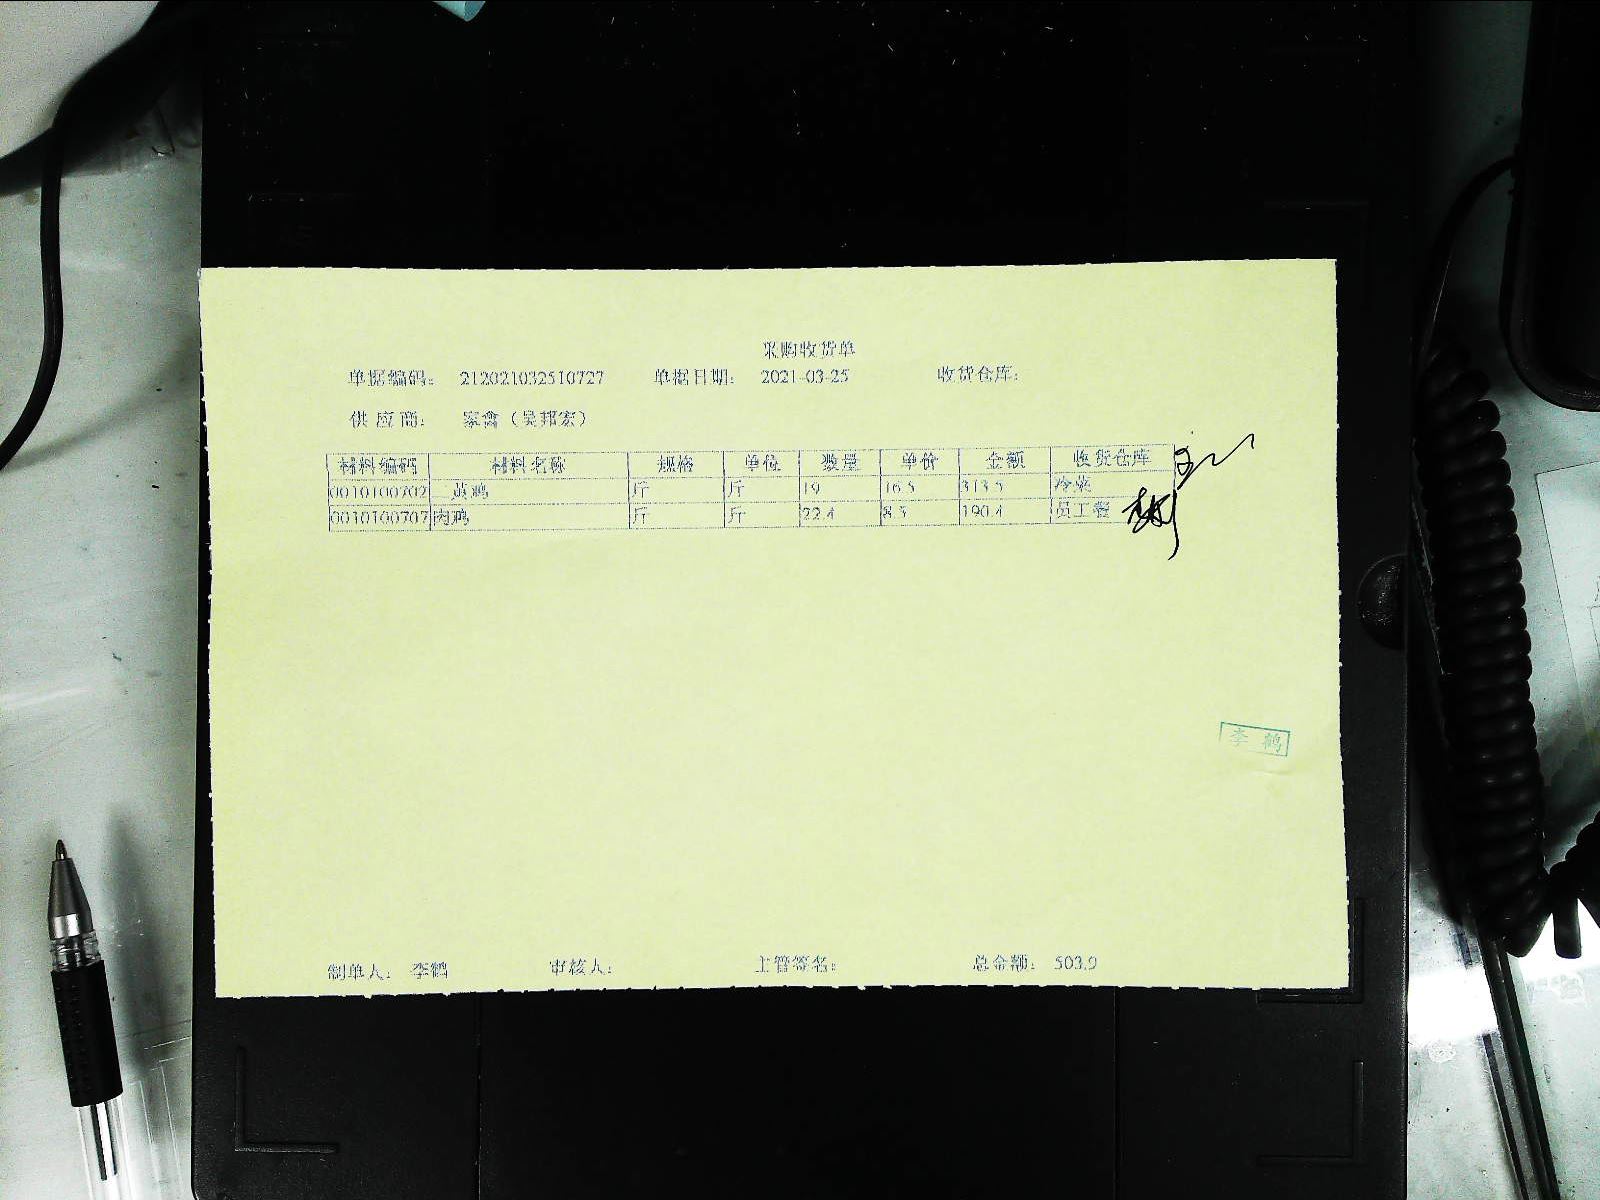 采购收货单
单据编码： 212021032510727 单据日期： 2021-03-25 收货仓库：
供应商： 家禽（吴邦宏）
材料编码 材料名称 规格 单位 数量 单价 金额 收货仓库
0010100702 三黄鸡 斤 斤 19 16.5 313.5 冷菜
0010100707 肉鸡 斤 斤 22.4 8.5 190.4 员工餐
李鹤
制单人： 李鹤 审核人： 主管签名： 总金额： 503.9